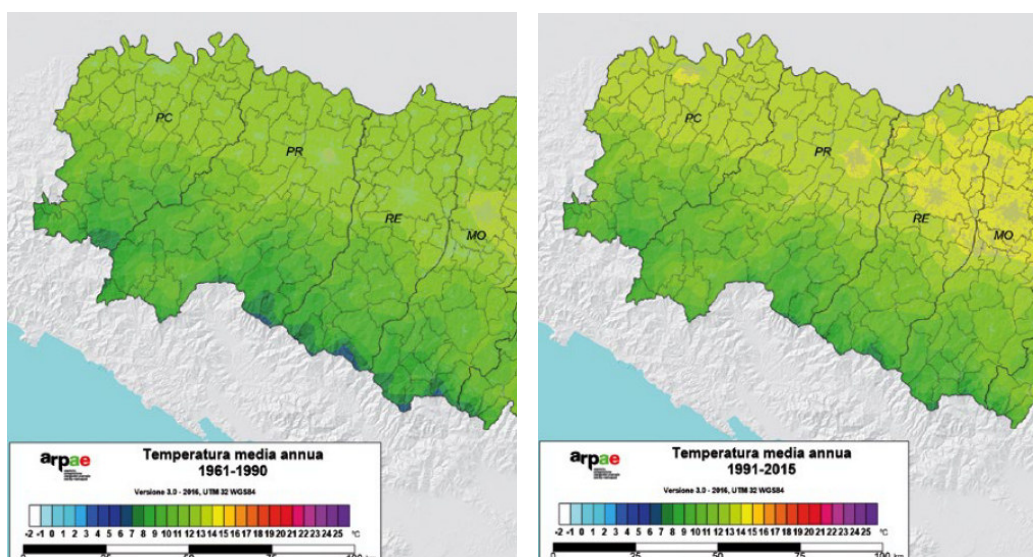 PC
PR
RE
MO
arpae
Temperatura media annua
1961-1990
Versione 3.0 - 2016, UTM 32 WGS84
-2 -1 0 1 2 3 4 5 6 7 8 9 10 11 12 13 14 15 16 17 18 19 20 21 22 23 24 25 °C
PC
PR
RE
MO
arpae
Temperatura media annua
1991-2015
Versione 3.0 - 2016, UTM 32 WGS84
-2 -1 0 1 2 3 4 5 6 7 8 9 10 11 12 13 14 15 16 17 18 19 20 21 22 23 24 25 °C
0 25 50 75 100 km